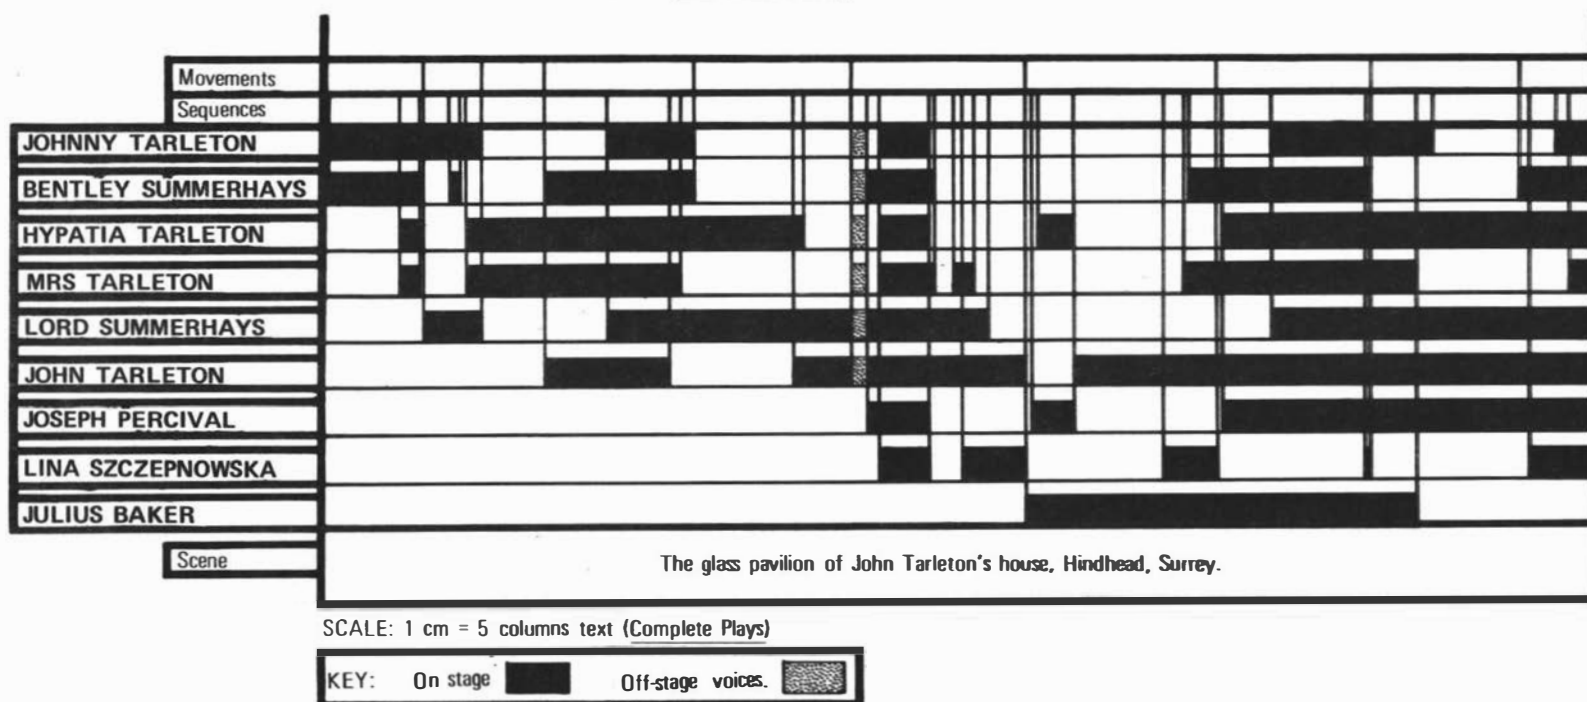 Movements
Sequences
JOHNNY TARLETON
BENTLEY SUMMERHAYS
HYPATIA TARLETON
MRS TARLETON
LORD SUMMERHAYS
JOHN TARLETON
JOSEPH PERCIVAL
LINA SZCZEPNOWSKA
JULIUS BAKER
Scene
The glass pavilion of John Tarleton's house, Hindhead, Surrey.
SCALE: 1 cm = 5 columns text (Complete Plays)
KEY: On stage Off-stage voices.